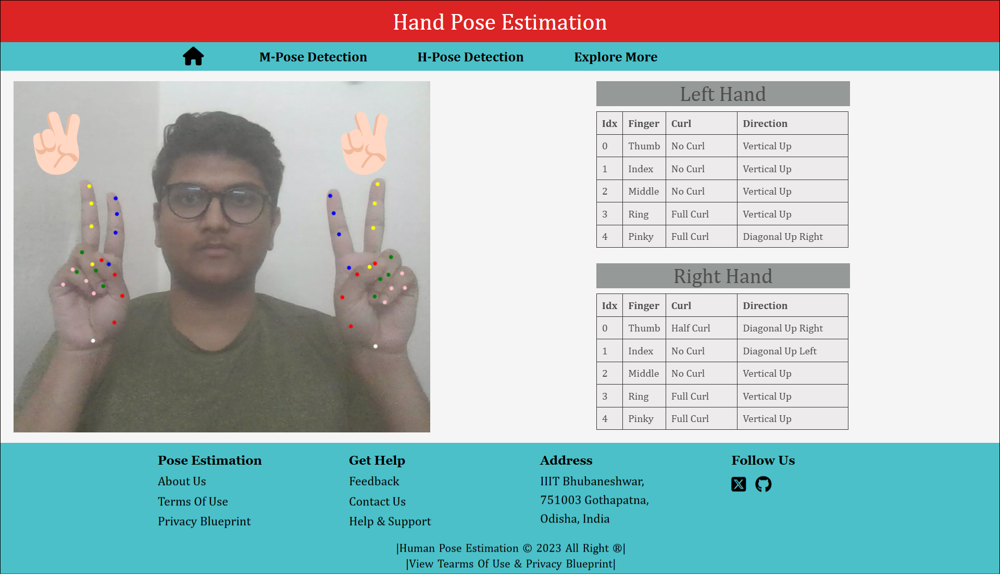 Hand Pose Estimation
M-Pose Detection H-Pose Detection Explore More
Left Hand
Idx Finger Curl Direction
0 Thumb No Curl Vertical Up
1 Index No Curl Vertical Up
2 Middle No Curl Vertical Up
3 Ring Full Curl Vertical Up
4 Pinky Full Curl Diagonal Up Right
Right Hand
Idx Finger Curl Direction
0 Thumb Half Curl Diagonal Up Right
1 Index No Curl Diagonal Up Left
2 Middle No Curl Vertical Up
3 Ring Full Curl Vertical Up
4 Pinky Full Curl Vertical Up
Pose Estimation
About Us
Terms Of Use
Privacy Blueprint
Get Help
Feedback
Contact Us
Help & Support
Address
IIIT Bhubaneshwar,
751003 Gothapatna,
Odisha, India
Follow Us
|Human Pose Estimation © 2023 All Right ®|
|View Tearms Of Use & Privacy Blueprint|